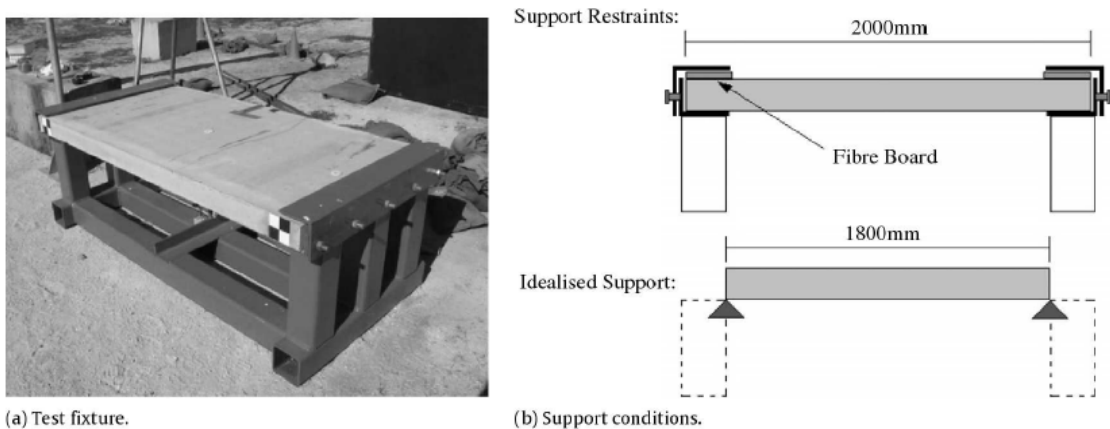 Support Restraints:
2000mm
Fibre Board
1800mm
Idealised Support:
(a) Test fixture.
(b) Support conditions.